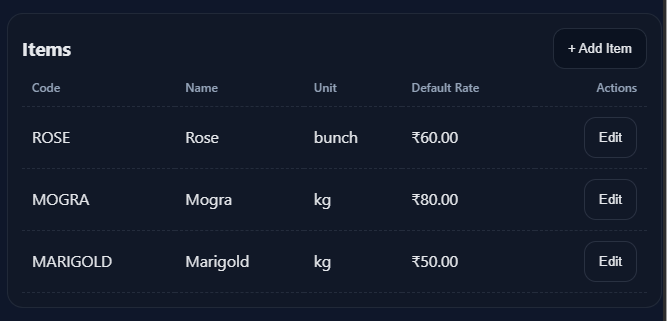 Items
+ Add Item
Code Name Unit Default Rate Actions
ROSE Rose bunch ₹60.00 Edit
MOGRA Mogra kg ₹80.00 Edit
MARIGOLD Marigold kg ₹50.00 Edit